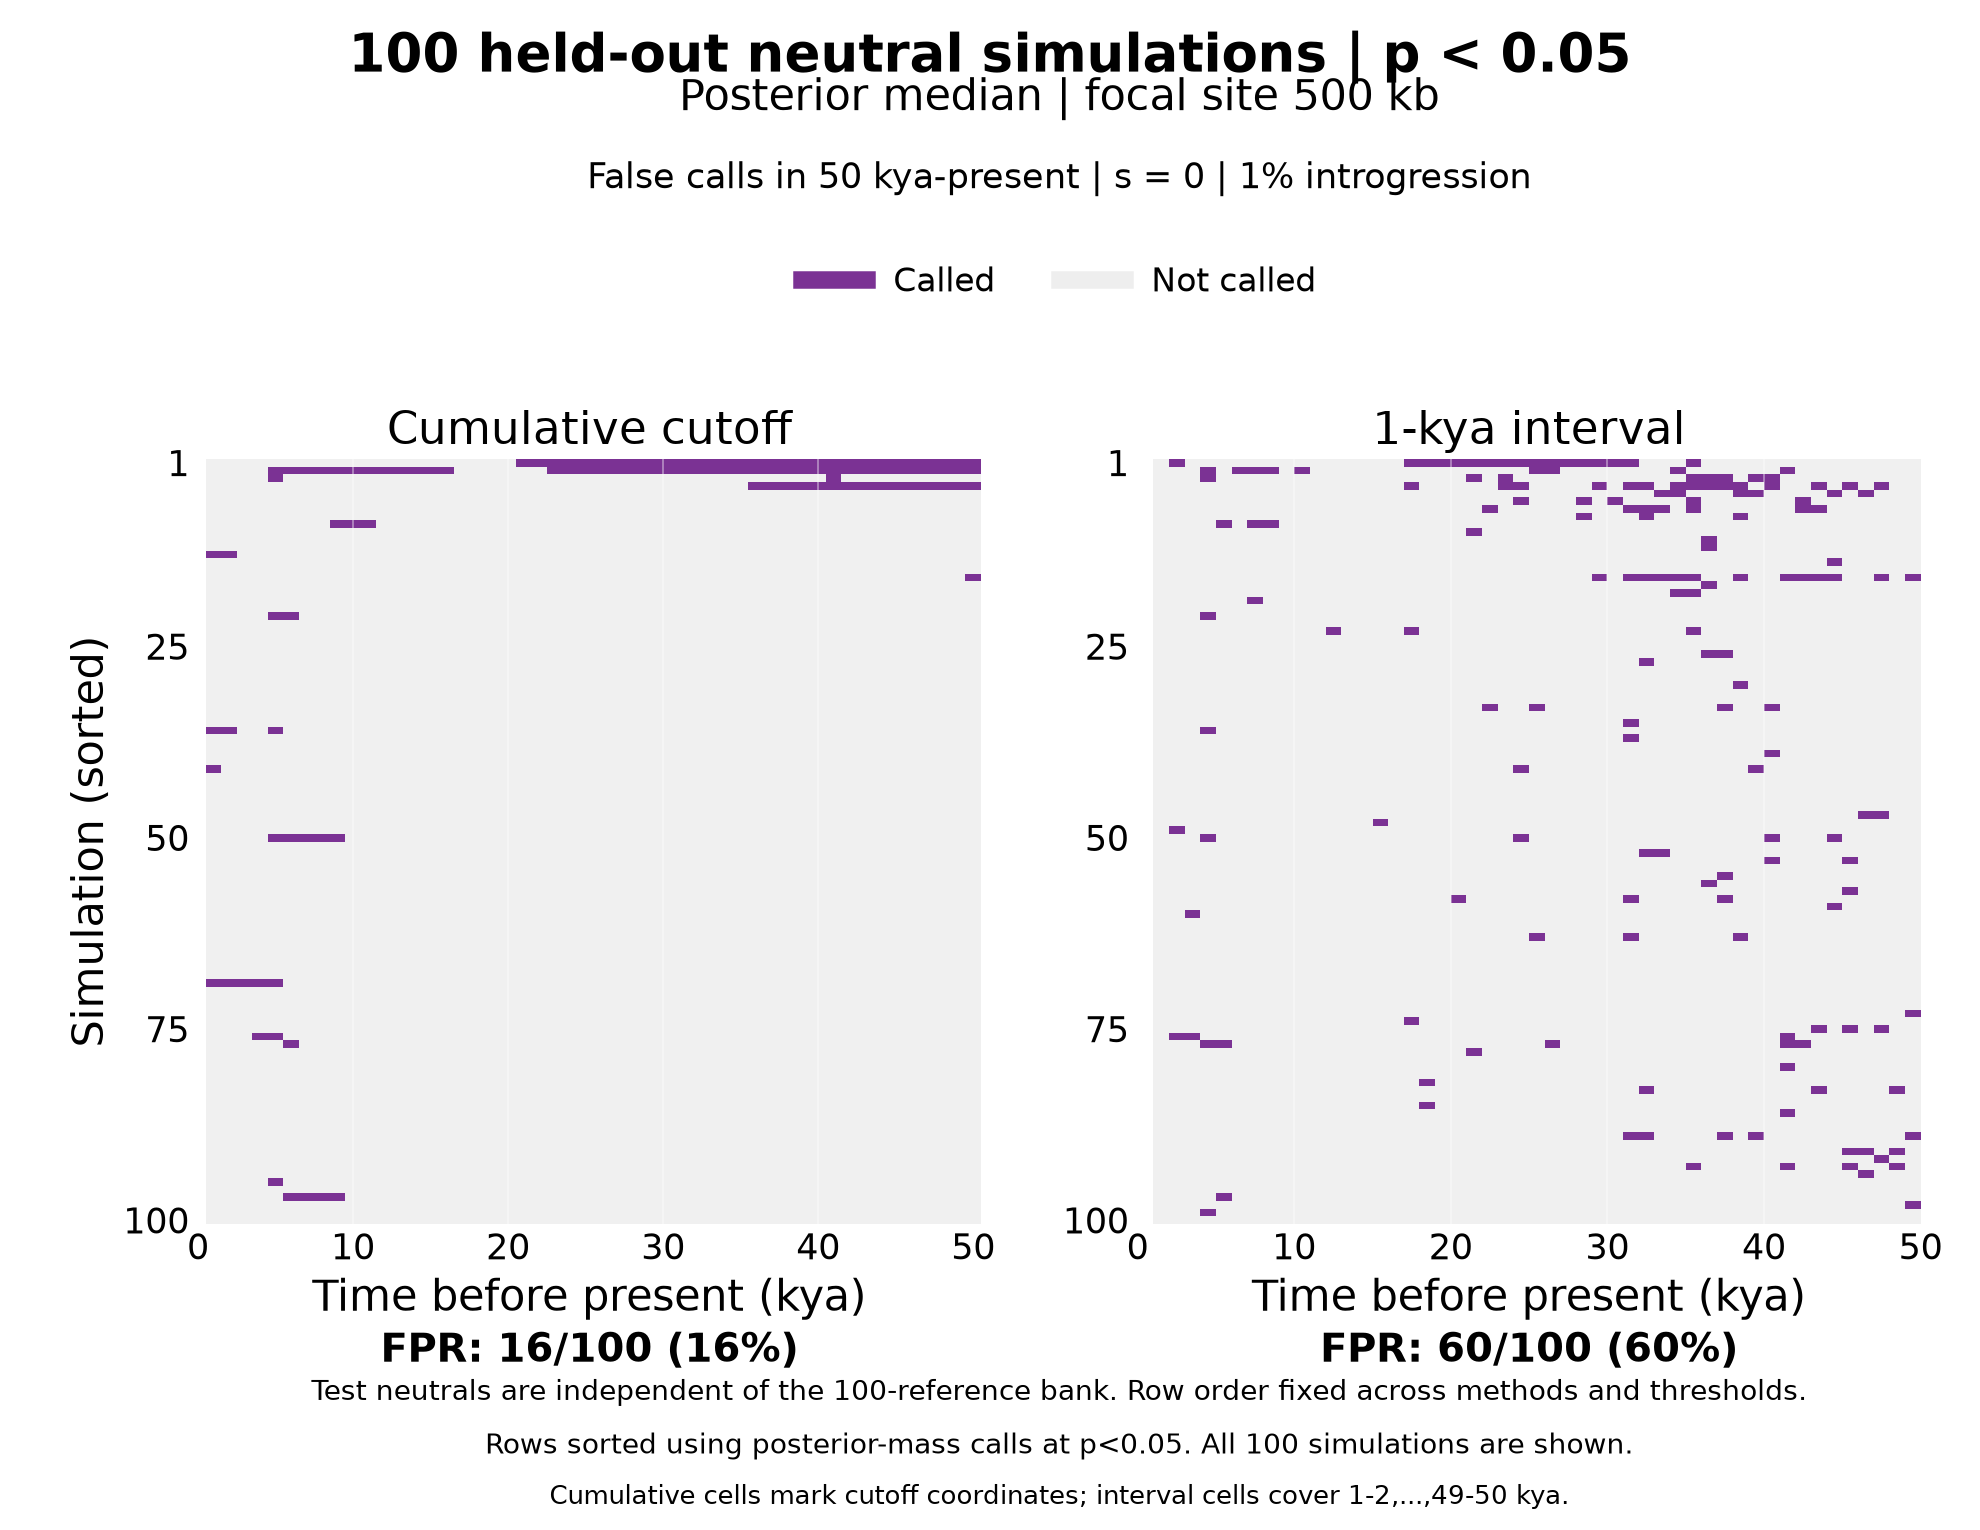 100 held-out neutral simulations | p < 0.05
Posterior median | focal site 500 kb
False calls in 50 kya-present | s = 0 | 1% introgression
Called
Not called
Cumulative cutoff
1
25
50
75
100
Simulation (sorted)
0 10 20 30 40 50
Time before present (kya)
FPR: 16/100 (16%)
1-kya interval
1
25
50
75
100
0 10 20 30 40 50
Time before present (kya)
FPR: 60/100 (60%)
Test neutrals are independent of the 100-reference bank. Row order fixed across methods and thresholds.
Rows sorted using posterior-mass calls at p<0.05. All 100 simulations are shown.
Cumulative cells mark cutoff coordinates; interval cells cover 1-2,...,49-50 kya.